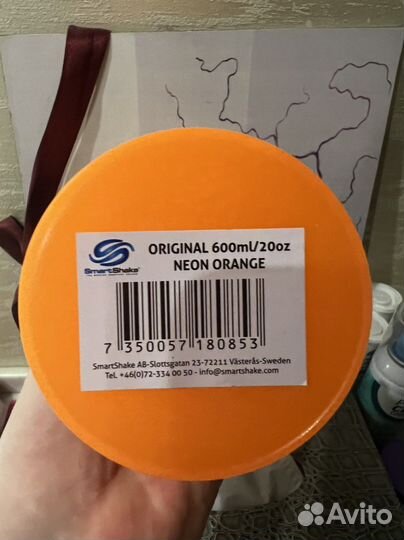 ORIGINAL 600ml/20oz
NEON ORANGE
SmartShake
7 350057 180853
SmartShake AB-Slottsgatan 23-72211 Västerås-Sweden
Tel. +46(0)72-334 00 50 - info@smartshake.com
Avito